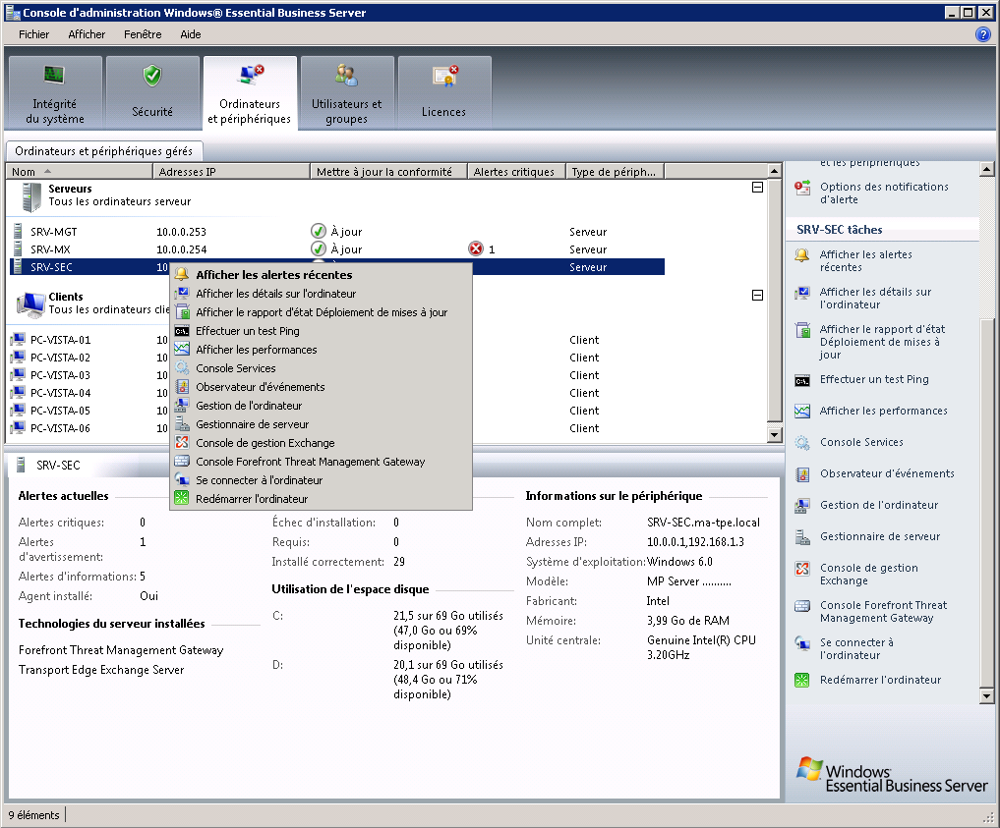 Console d'administration Windows® Essential Business Server
Fichier Afficher Fenêtre Aide
Intégrité
du système
Sécurité
Ordinateurs
et périphériques
Utilisateurs et
groupes
Licences
Ordinateurs et périphériques gérés
Nom Adresses IP Mettre à jour la conformité Alertes critiques Type de périph...
Serveurs
Tous les ordinateurs serveur
SRV-MGT 10.0.0.253 À jour Serveur
SRV-MX 10.0.0.254 À jour 1 Serveur
SRV-SEC 10 Serveur
Clients
Tous les ordinateurs clie
PC-VISTA-01 10 Client
PC-VISTA-02 10 Client
PC-VISTA-03 10 Client
PC-VISTA-04 10 Client
PC-VISTA-05 10 Client
PC-VISTA-06 10 Client
Afficher les alertes récentes
Afficher les détails sur l'ordinateur
Afficher le rapport d'état Déploiement de mises à jour
Effectuer un test Ping
Afficher les performances
Console Services
Observateur d'événements
Gestion de l'ordinateur
Gestionnaire de serveur
Console de gestion Exchange
Console Forefront Threat Management Gateway
Se connecter à l'ordinateur
Redémarrer l'ordinateur
SRV-SEC
Alertes actuelles
Alertes critiques: 0
Alertes
d'avertissement: 1
Alertes d'informations: 5
Agent installé: Oui
Technologies du serveur installées
Forefront Threat Management Gateway
Transport Edge Exchange Server
Échec d'installation: 0
Requis: 0
Installé correctement: 29
Utilisation de l'espace disque
C: 21,5 sur 69 Go utilisés
(47,0 Go ou 69%
disponible)
D: 20,1 sur 69 Go utilisés
(48,4 Go ou 71%
disponible)
Informations sur le périphérique
Nom complet: SRV-SEC.ma-tpe.local
Adresses IP: 10.0.0.1,192.168.1.3
Système d'exploitation: Windows 6.0
Modèle: MP Server ..........
Fabricant: Intel
Mémoire: 3,99 Go de RAM
Unité centrale: Genuine Intel(R) CPU
3.20GHz
et les périphériques
Options des notifications
d'alerte
SRV-SEC tâches
Afficher les alertes
récentes
Afficher les détails sur
l'ordinateur
Afficher le rapport d'état
Déploiement de mises à
jour
Effectuer un test Ping
Afficher les performances
Console Services
Observateur d'événements
Gestion de l'ordinateur
Gestionnaire de serveur
Console de gestion
Exchange
Console Forefront Threat
Management Gateway
Se connecter à
l'ordinateur
Redémarrer l'ordinateur
Windows
Essential Business Server
9 éléments